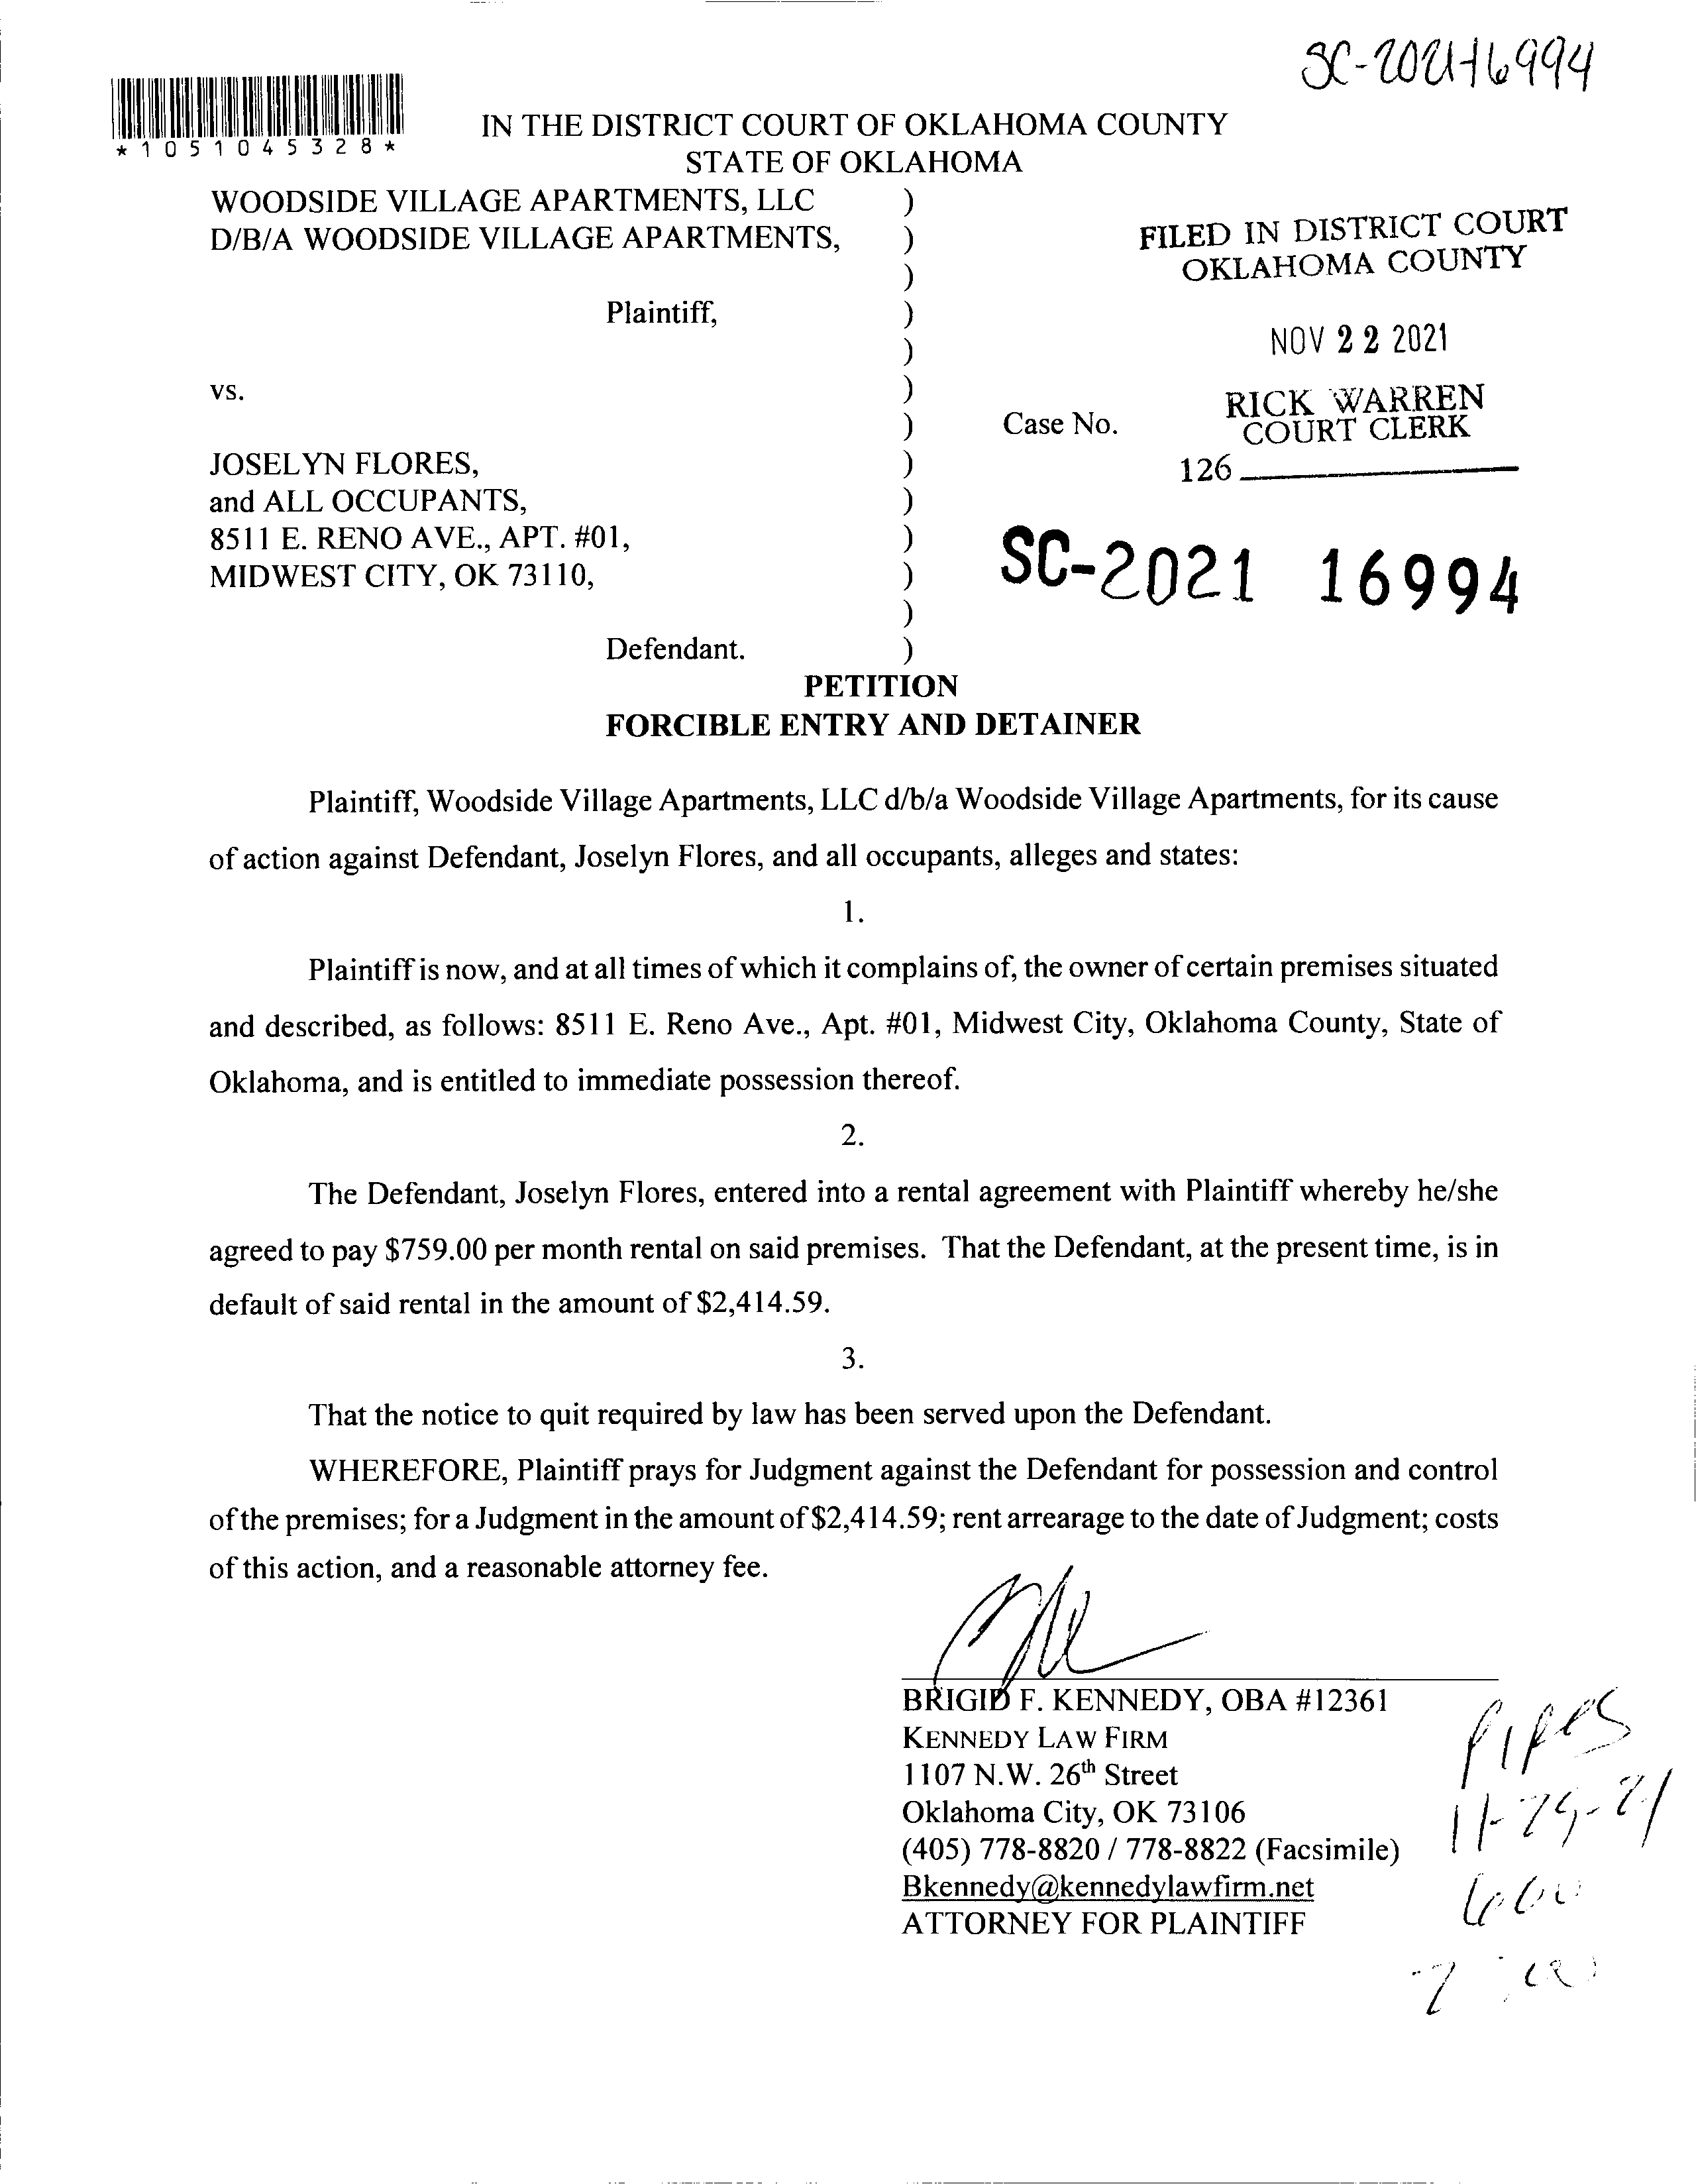 SC-2021-16994
*1051045328*
IN THE DISTRICT COURT OF OKLAHOMA COUNTY
STATE OF OKLAHOMA
WOODSIDE VILLAGE APARTMENTS, LLC )
D/B/A WOODSIDE VILLAGE APARTMENTS, )
)
Plaintiff, )
)
vs. )
)
JOSELYN FLORES, )
and ALL OCCUPANTS, )
8511 E. RENO AVE., APT. #01, )
MIDWEST CITY, OK 73110, )
)
Defendant. )
FILED IN DISTRICT COURT
OKLAHOMA COUNTY
NOV 22 2021
RICK WARREN
COURT CLERK
Case No.
126
SC-2021 16994
PETITION
FORCIBLE ENTRY AND DETAINER
Plaintiff, Woodside Village Apartments, LLC d/b/a Woodside Village Apartments, for its cause
of action against Defendant, Joselyn Flores, and all occupants, alleges and states:
1.
Plaintiff is now, and at all times of which it complains of, the owner of certain premises situated
and described, as follows: 8511 E. Reno Ave., Apt. #01, Midwest City, Oklahoma County, State of
Oklahoma, and is entitled to immediate possession thereof.
2.
The Defendant, Joselyn Flores, entered into a rental agreement with Plaintiff whereby he/she
agreed to pay $759.00 per month rental on said premises. That the Defendant, at the present time, is in
default of said rental in the amount of $2,414.59.
3.
That the notice to quit required by law has been served upon the Defendant.
WHEREFORE, Plaintiff prays for Judgment against the Defendant for possession and control
of the premises; for a Judgment in the amount of $2,414.59; rent arrearage to the date of Judgment; costs
of this action, and a reasonable attorney fee.
BRIGID F. KENNEDY, OBA #12361
KENNEDY LAW FIRM
1107 N.W. 26th Street
Oklahoma City, OK 73106
(405) 778-8820 / 778-8822 (Facsimile)
Bkennedy@kennedylawfirm.net
ATTORNEY FOR PLAINTIFF